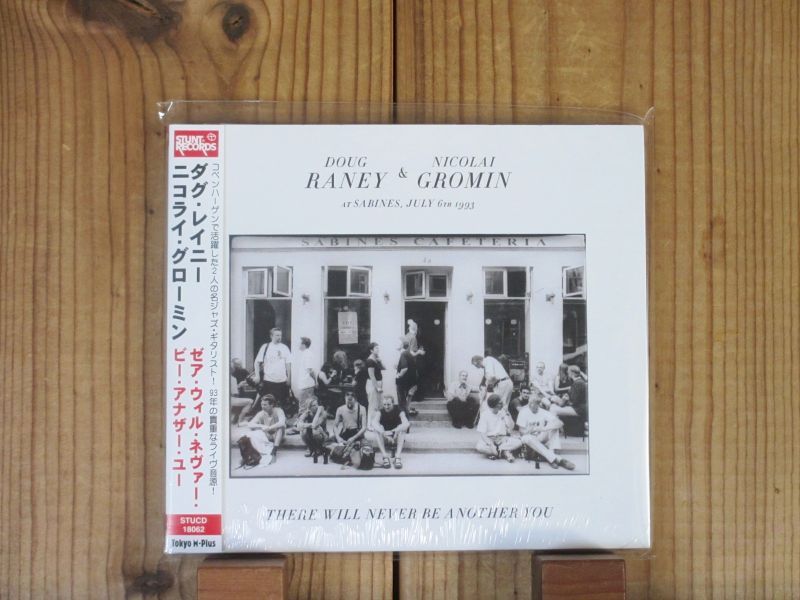 STUNT-
RECORDS
ダグ・レイニー
ニコライ・グローミン
ゼア・ウィル・ネヴァー・
ビー・アナザー・ユー
コペンハーゲンで活躍した2人の名ジャズ・ギタリスト！ 93年の貴重なライヴ音源！
STUCD
18062
Tokyo M-Plus
DOUG NICOLAI
RANEY & GROMIN
AT SABINES, JULY 6TH 1993
SABINES CAFETERIA
THERE WILL NEVER BE ANOTHER YOU